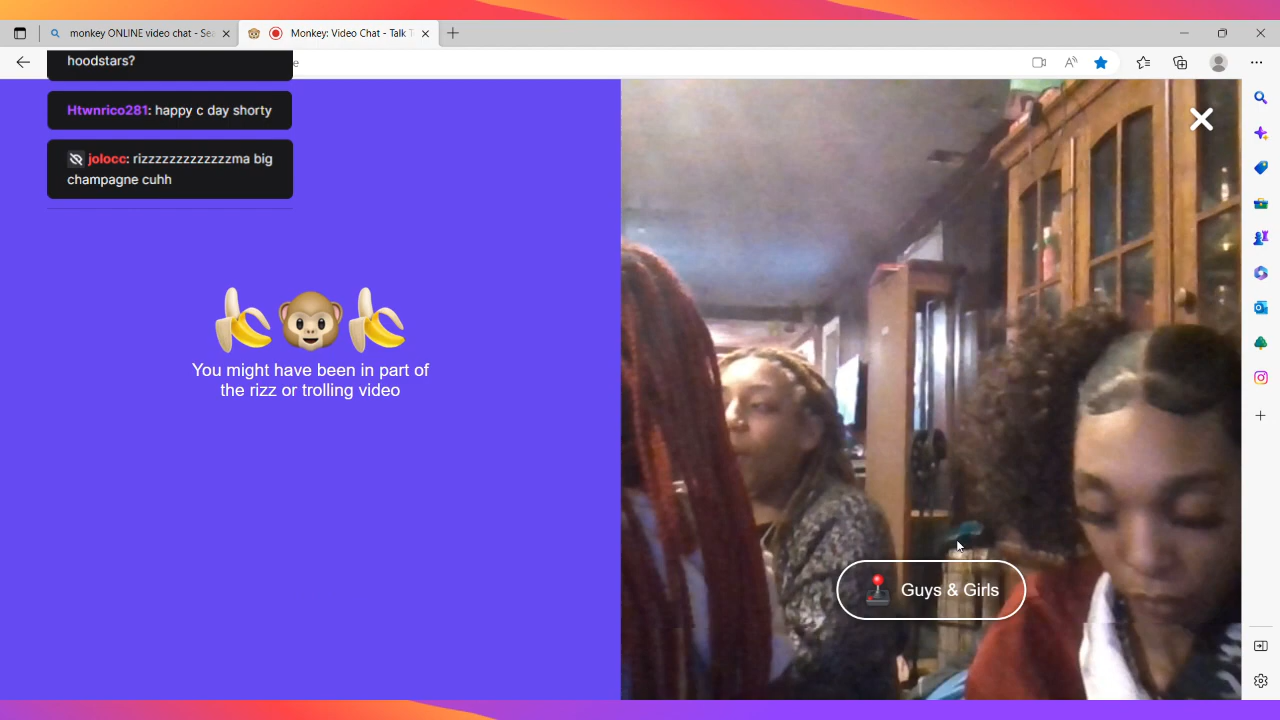 monkey ONLINE video chat - Se
Monkey: Video Chat - Talk T
e
hoodstars?
Htwnrico281: happy c day shorty
jolocc: rizzzzzzzzzzzzzma big
champagne cuhh
You might have been in part of
the rizz or trolling video
Guys & Girls